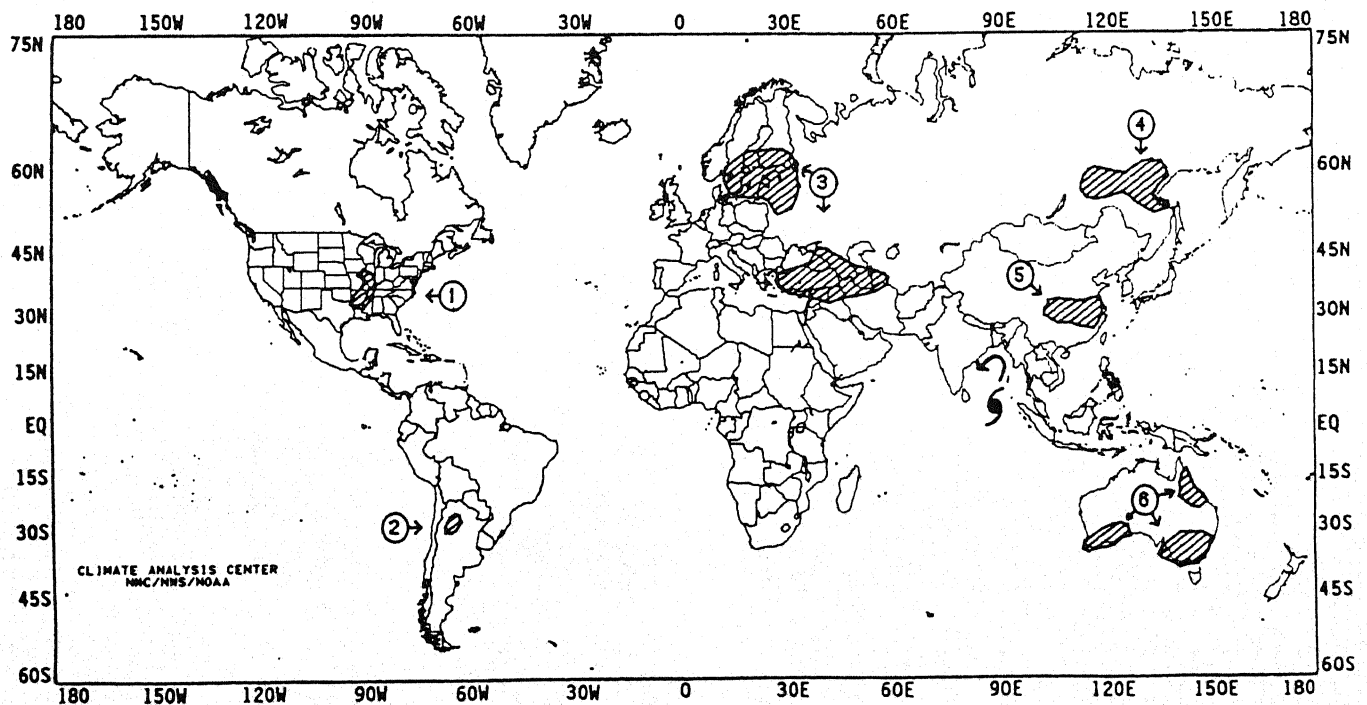 180 150W 120W 90W 60W 30W 0 30E 60E 90E 120E 150E 180
75N 75N
4
60N 60N
3
45N 45N
5
1
30N 30N
15N 15N
EQ EQ
15S 15S
6
2
30S 30S
CLIMATE ANALYSIS CENTER
NMC/NWS/NOAA
45S 45S
60S 60S
180 150W 120W 90W 60W 30W 0 30E 60E 90E 120E 150E 180